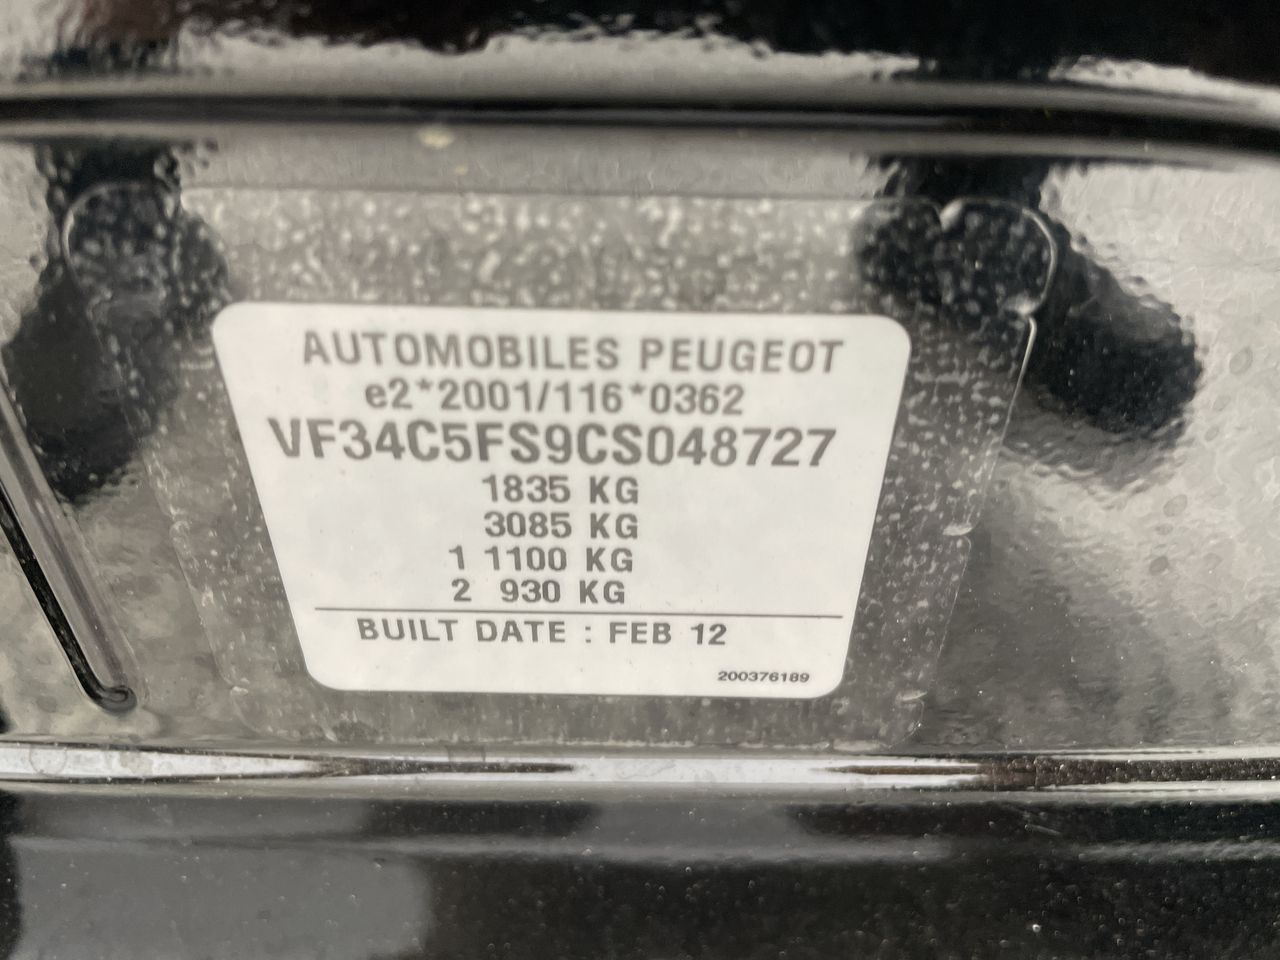 AUTOMOBILES PEUGEOT
e2*2001/116*0362
VF34C5FS9CS048727
1835 KG
3085 KG
1 1100 KG
2 930 KG
BUILT DATE : FEB 12
200376189